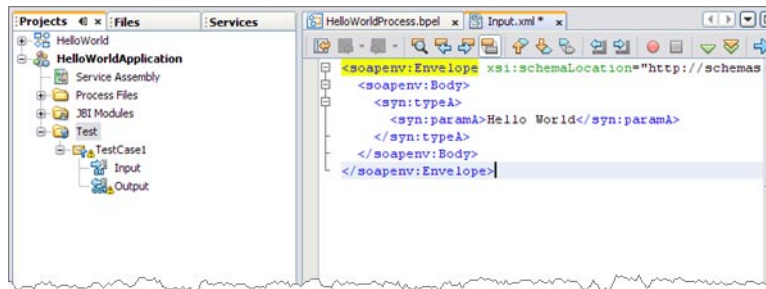 Projects
Files
Services
HelloWorld
HelloWorldApplication
Service Assembly
Process Files
JBI Modules
Test
TestCase1
Input
Output
HelloWorldProcess.bpel x
Input.xml * x
<soapenv:Envelope xsi:schemaLocation="http://schemas
<soapenv:Body>
<syn:typeA>
<syn:paramA>Hello World</syn:paramA>
</syn:typeA>
</soapenv:Body>
</soapenv:Envelope>